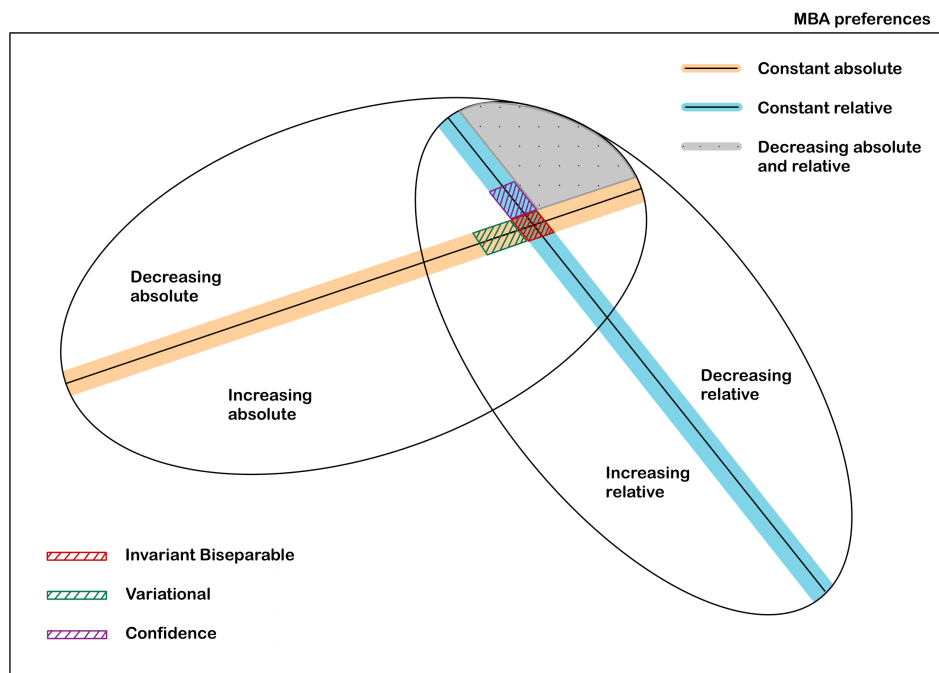 MBA preferences
Constant absolute
Constant relative
Decreasing absolute
and relative
Decreasing
absolute
Increasing
absolute
Decreasing
relative
Increasing
relative
Invariant Biseparable
Variational
Confidence